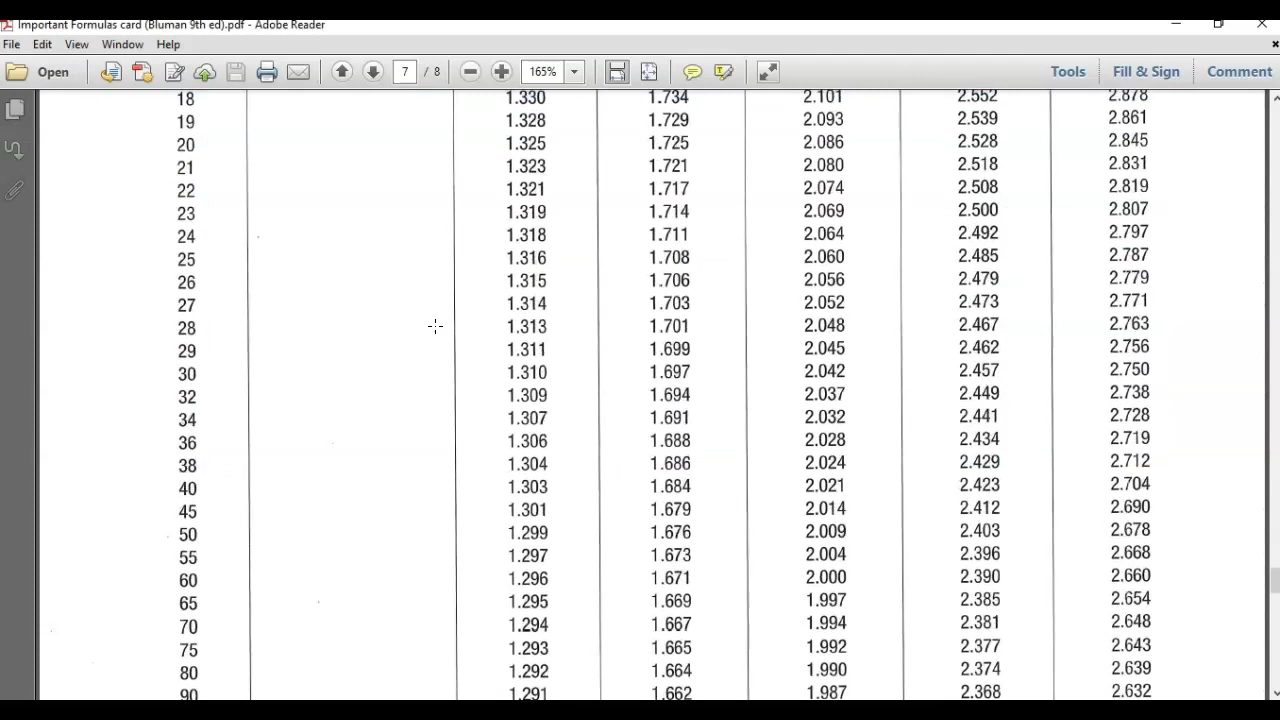 Important Formulas card (Bluman 9th ed).pdf - Adobe Reader
File Edit View Window Help
Open 7 / 8 165% Tools Fill & Sign Comment
18 1.330 1.734 2.101 2.552 2.878
19 1.328 1.729 2.093 2.539 2.861
20 1.325 1.725 2.086 2.528 2.845
21 1.323 1.721 2.080 2.518 2.831
22 1.321 1.717 2.074 2.508 2.819
23 1.319 1.714 2.069 2.500 2.807
24 1.318 1.711 2.064 2.492 2.797
25 1.316 1.708 2.060 2.485 2.787
26 1.315 1.706 2.056 2.479 2.779
27 1.314 1.703 2.052 2.473 2.771
28 1.313 1.701 2.048 2.467 2.763
29 1.311 1.699 2.045 2.462 2.756
30 1.310 1.697 2.042 2.457 2.750
32 1.309 1.694 2.037 2.449 2.738
34 1.307 1.691 2.032 2.441 2.728
36 1.306 1.688 2.028 2.434 2.719
38 1.304 1.686 2.024 2.429 2.712
40 1.303 1.684 2.021 2.423 2.704
45 1.301 1.679 2.014 2.412 2.690
50 1.299 1.676 2.009 2.403 2.678
55 1.297 1.673 2.004 2.396 2.668
60 1.296 1.671 2.000 2.390 2.660
65 1.295 1.669 1.997 2.385 2.654
70 1.294 1.667 1.994 2.381 2.648
75 1.293 1.665 1.992 2.377 2.643
80 1.292 1.664 1.990 2.374 2.639
90 1.291 1.662 1.987 2.368 2.632